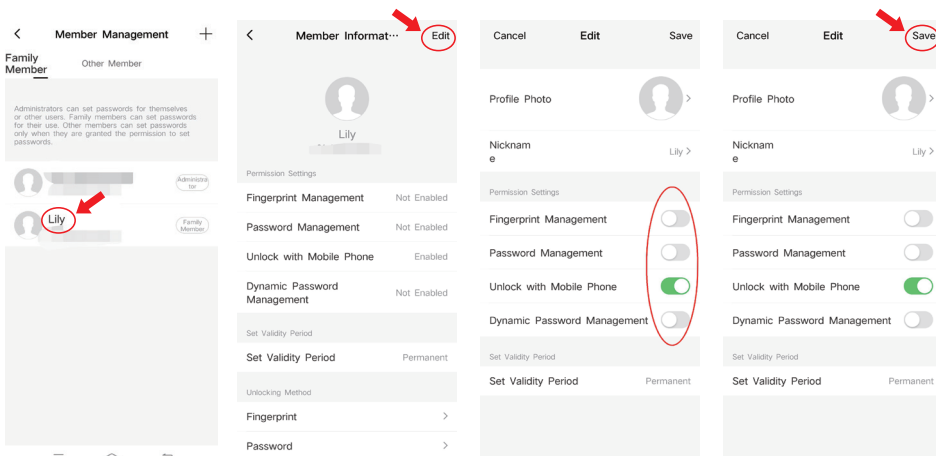 Member Management
Family
Member
Other Member
Administrators can set passwords for themselves
or other users. Family members can set passwords
for their use. Other members can set passwords
only when they are granted the permission to set
passwords.
Administra
tor
Lily
Family
Member
Member Informat···
Edit
Lily
Permission Settings
Fingerprint Management
Not Enabled
Password Management
Not Enabled
Unlock with Mobile Phone
Enabled
Dynamic Password
Management
Not Enabled
Set Validity Period
Set Validity Period
Permanent
Unlocking Method
Fingerprint
Password
Cancel
Edit
Save
Profile Photo
Nicknam
e
Lily
Permission Settings
Fingerprint Management
Password Management
Unlock with Mobile Phone
Dynamic Password Management
Set Validity Period
Set Validity Period
Permanent
Cancel
Edit
Save
Profile Photo
Nicknam
e
Lily
Permission Settings
Fingerprint Management
Password Management
Unlock with Mobile Phone
Dynamic Password Management
Set Validity Period
Set Validity Period
Permanent